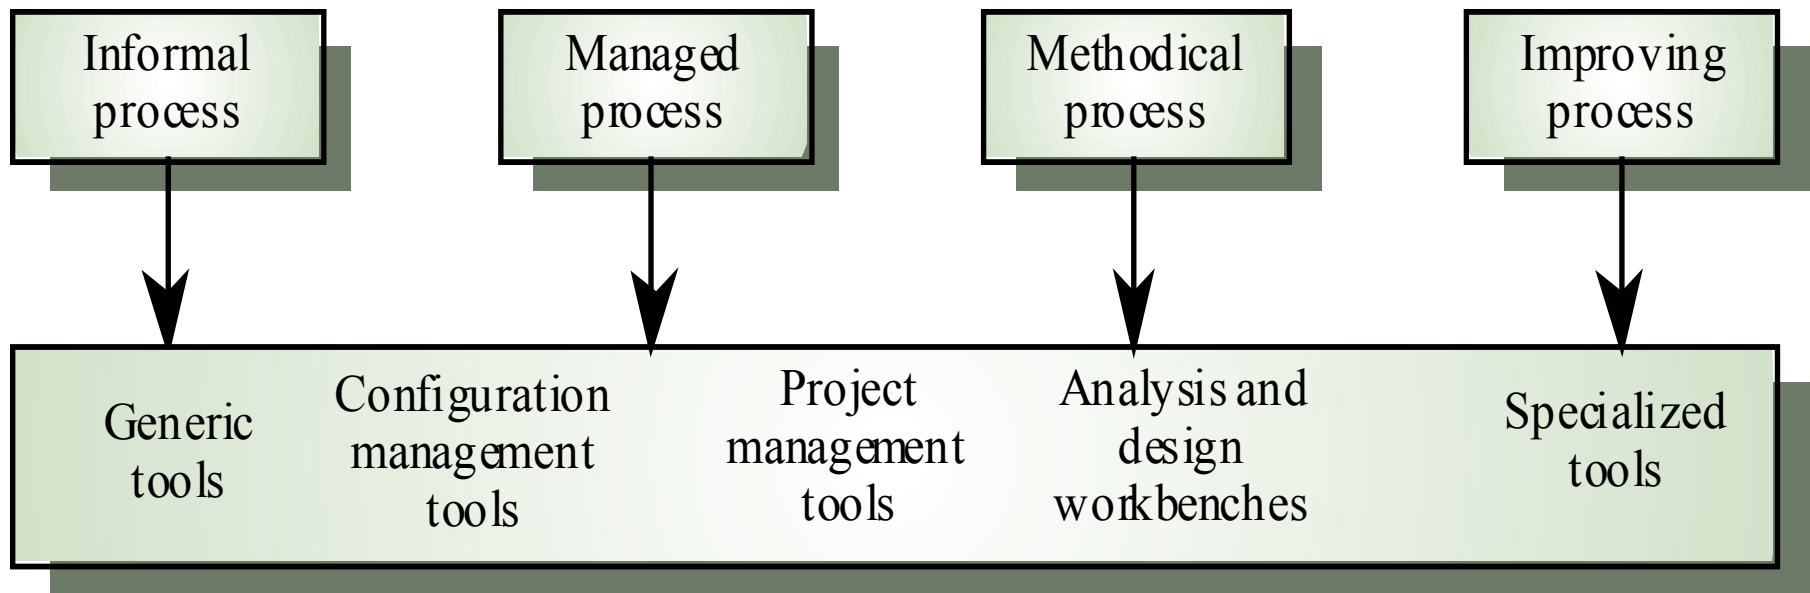 Informal
process
Managed
process
Methodical
process
Improving
process
Generic
tools
Configuration
management
tools
Project
management
tools
Analysis and
design
workbenches
Specialized
tools